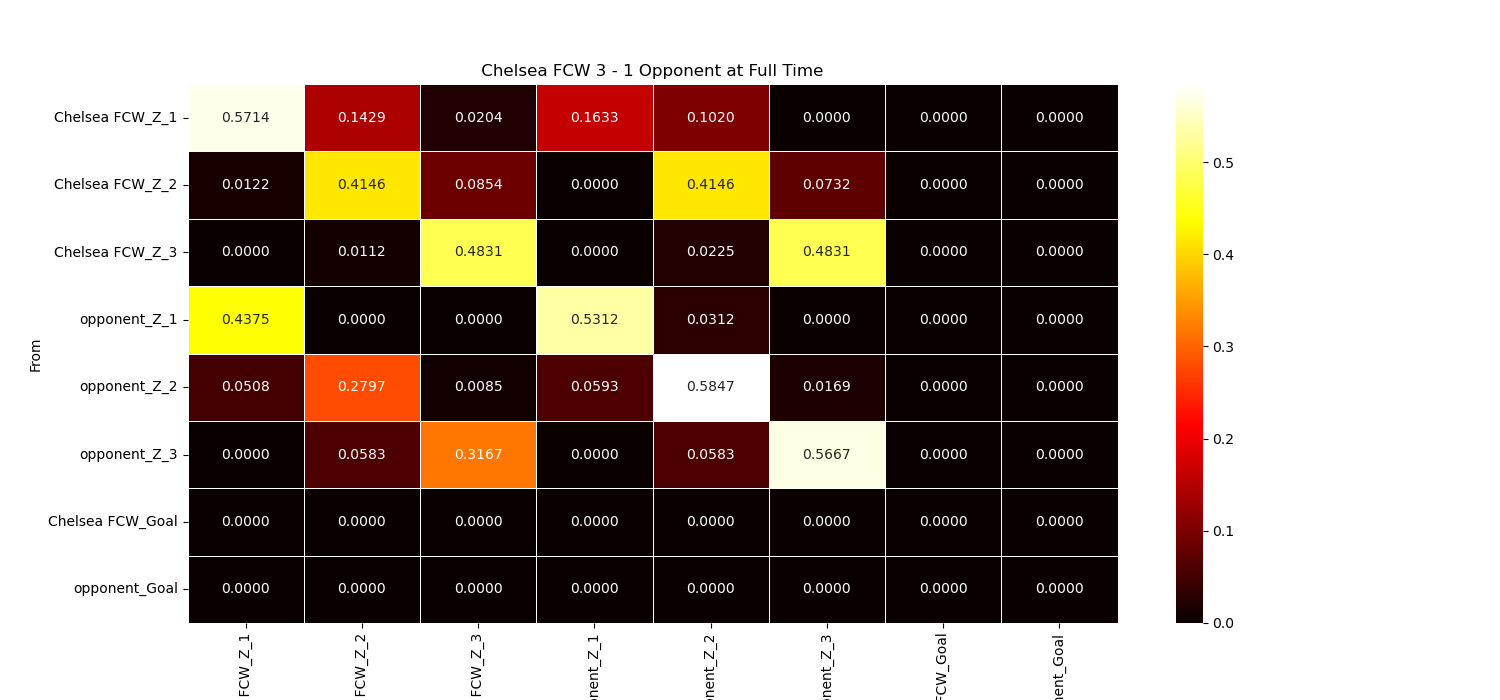 Chelsea FCW 3 - 1 Opponent at Full Time
Chelsea FCW_Z_1 0.5714 0.1429 0.0204 0.1633 0.1020 0.0000 0.0000 0.0000
Chelsea FCW_Z_2 0.0122 0.4146 0.0854 0.0000 0.4146 0.0732 0.0000 0.0000
Chelsea FCW_Z_3 0.0000 0.0112 0.4831 0.0000 0.0225 0.4831 0.0000 0.0000
opponent_Z_1 0.4375 0.0000 0.0000 0.5312 0.0312 0.0000 0.0000 0.0000
From
opponent_Z_2 0.0508 0.2797 0.0085 0.0593 0.5847 0.0169 0.0000 0.0000
opponent_Z_3 0.0000 0.0583 0.3167 0.0000 0.0583 0.5667 0.0000 0.0000
Chelsea FCW_Goal 0.0000 0.0000 0.0000 0.0000 0.0000 0.0000 0.0000 0.0000
opponent_Goal 0.0000 0.0000 0.0000 0.0000 0.0000 0.0000 0.0000 0.0000
FCW_Z_1
FCW_Z_2
FCW_Z_3
nent_Z_1
nent_Z_2
nent_Z_3
FCW_Goal
nent_Goal
0.5
0.4
0.3
0.2
0.1
0.0